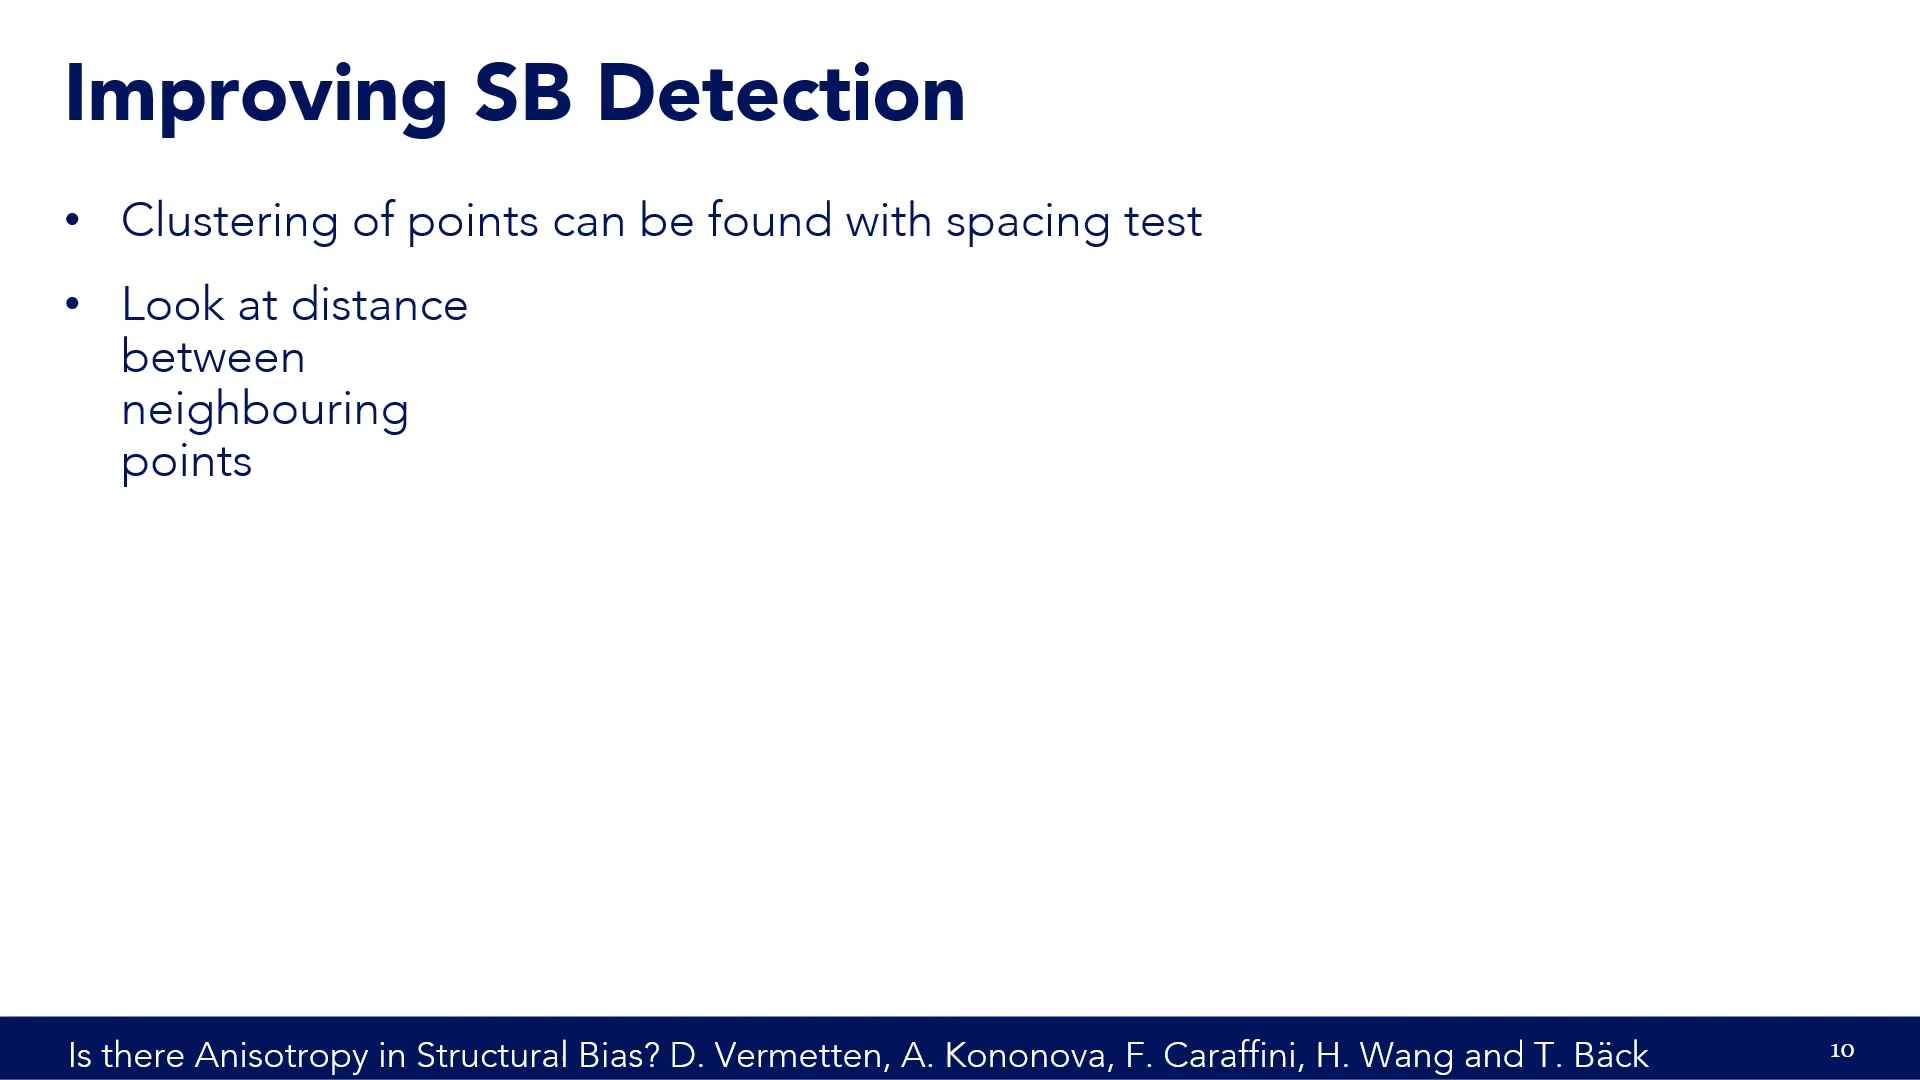 Improving SB Detection
• Clustering of points can be found with spacing test
• Look at distance
between
neighbouring
points
Is there Anisotropy in Structural Bias? D. Vermetten, A. Kononova, F. Caraffini, H. Wang and T. Bäck
10